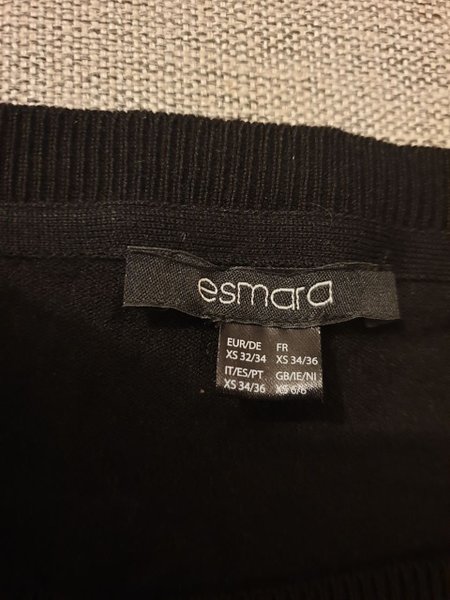 esmara
EUR/DE FR
XS 32/34 XS 34/36
IT/ES/PT GB/IE/NI
XS 34/36 XS 6/8